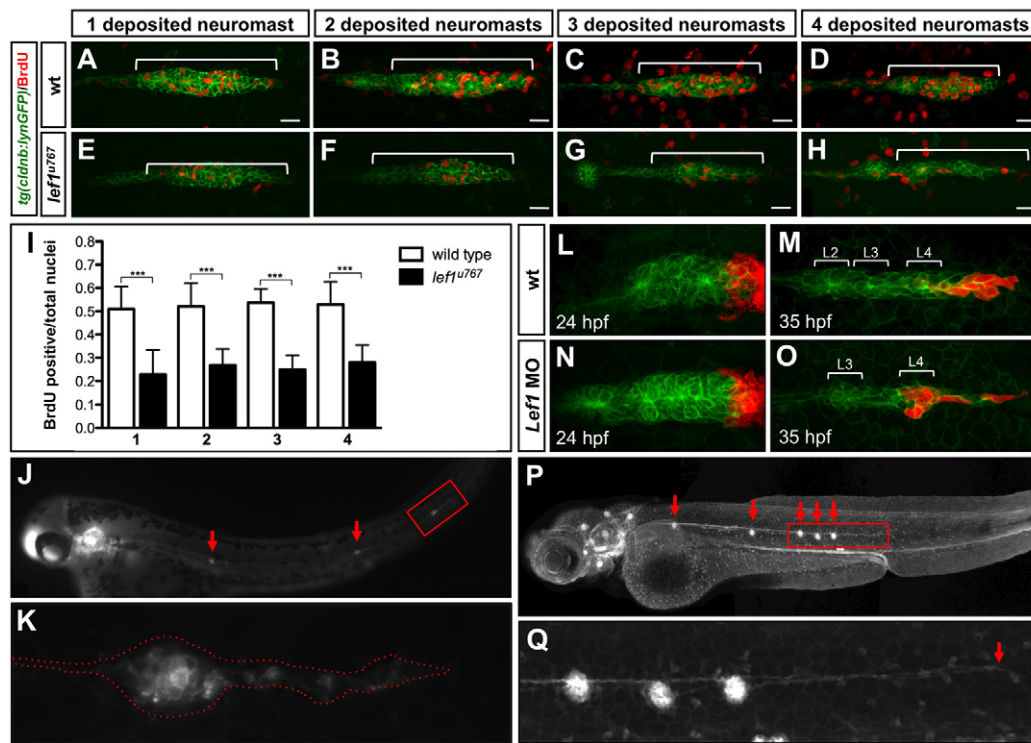 1 deposited neuromasts
2 deposited neuromasts
3 deposited neuromasts
4 deposited neuromasts
tg(cldnb:lynGFP)/BrdU
wt
A
B
C
D
lef1u767
E
F
G
H
I
BrdU positive/total nuclei
0.8
0.7
0.6
0.5
0.4
0.3
0.2
0.1
0.0
***
***
***
***
wild type
lef1u767
1
2
3
4
wt
L
24 hpf
M
L2
L3
L4
35 hpf
Lef1 MO
N
24 hpf
O
L3
L4
35 hpf
J
K
P
Q